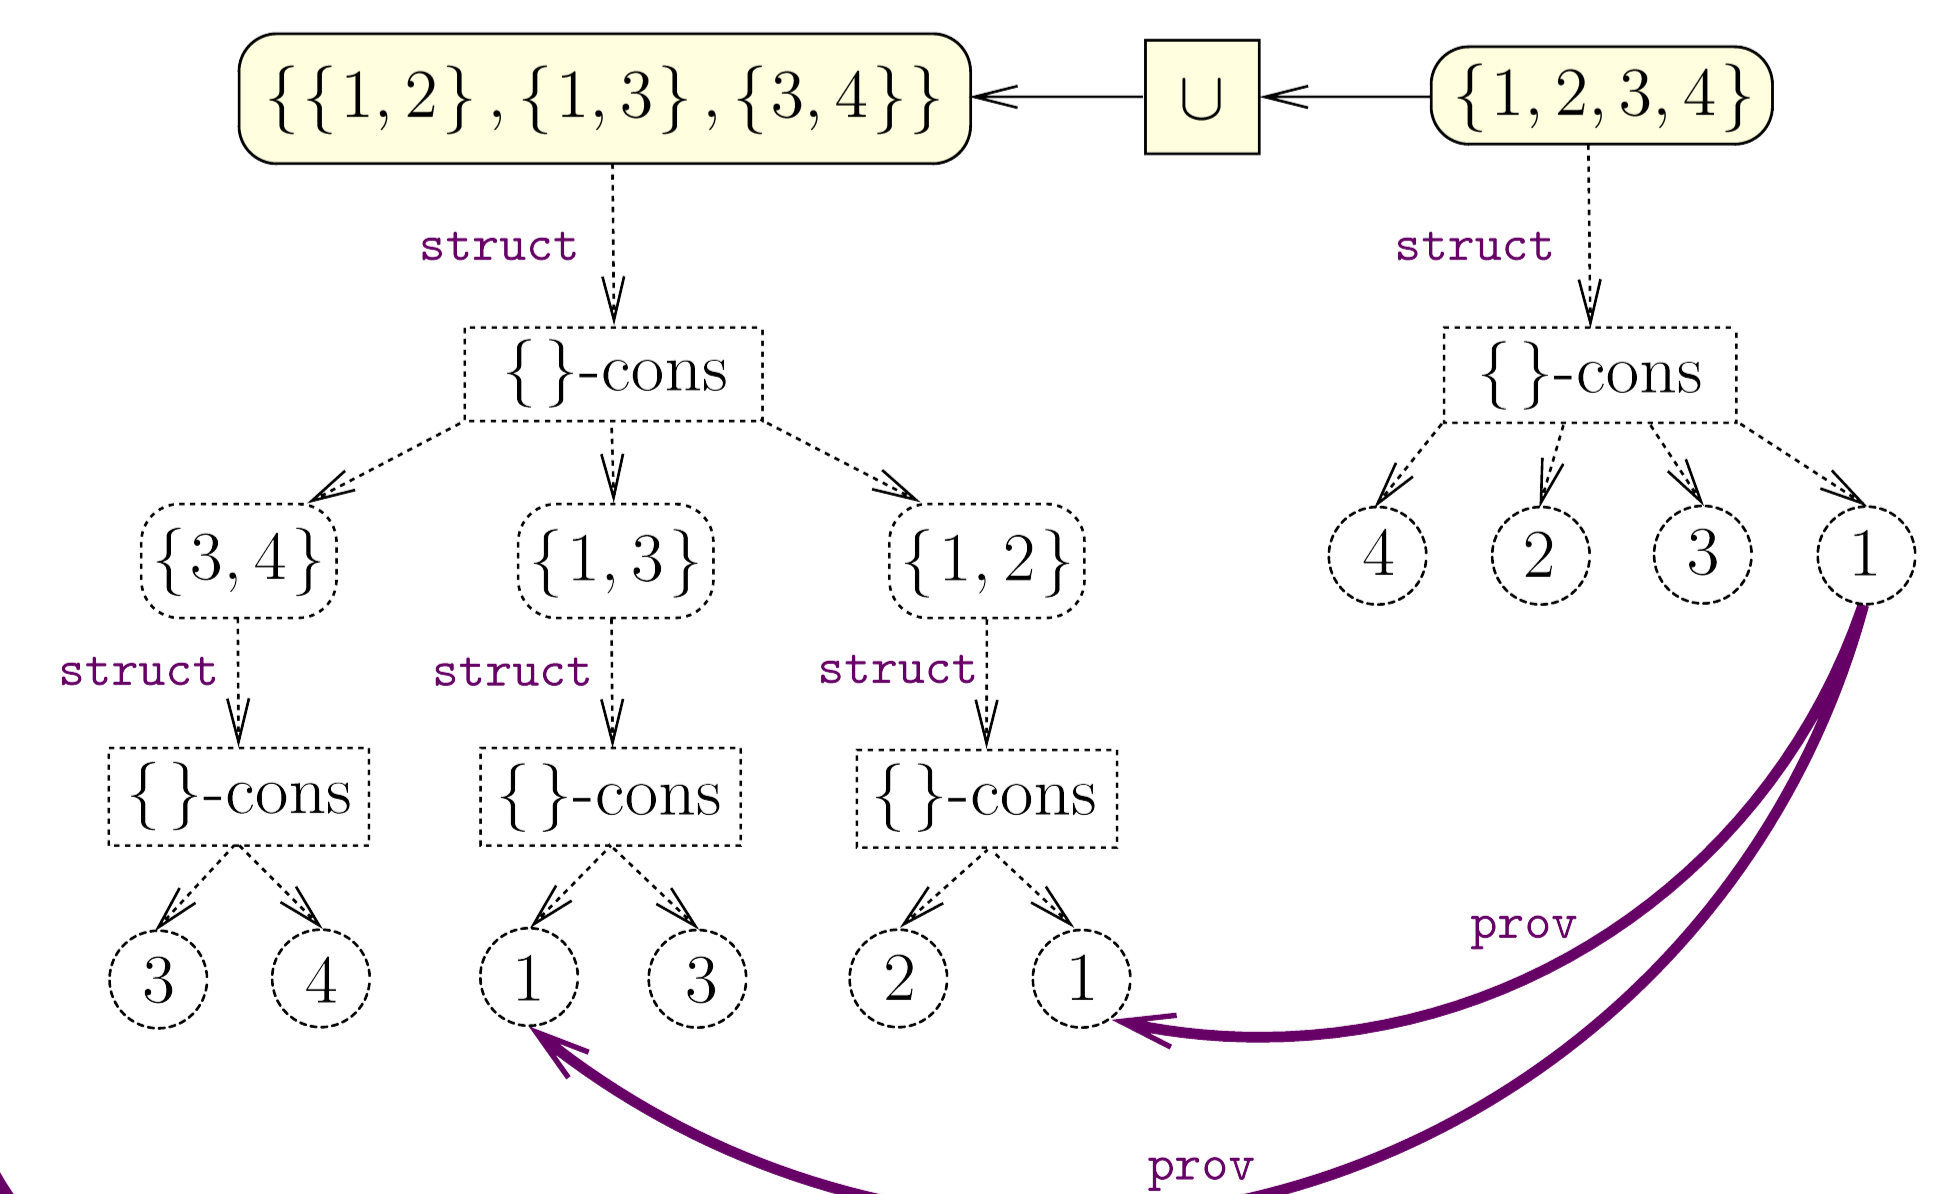 {{1, 2} , {1, 3} , {3, 4}} ∪ {1, 2, 3, 4}
struct struct
{}-cons {}-cons
{3, 4} {1, 3} {1, 2} 4 2 3 1
struct struct struct
{}-cons {}-cons {}-cons
prov
3 4 1 3 2 1
prov